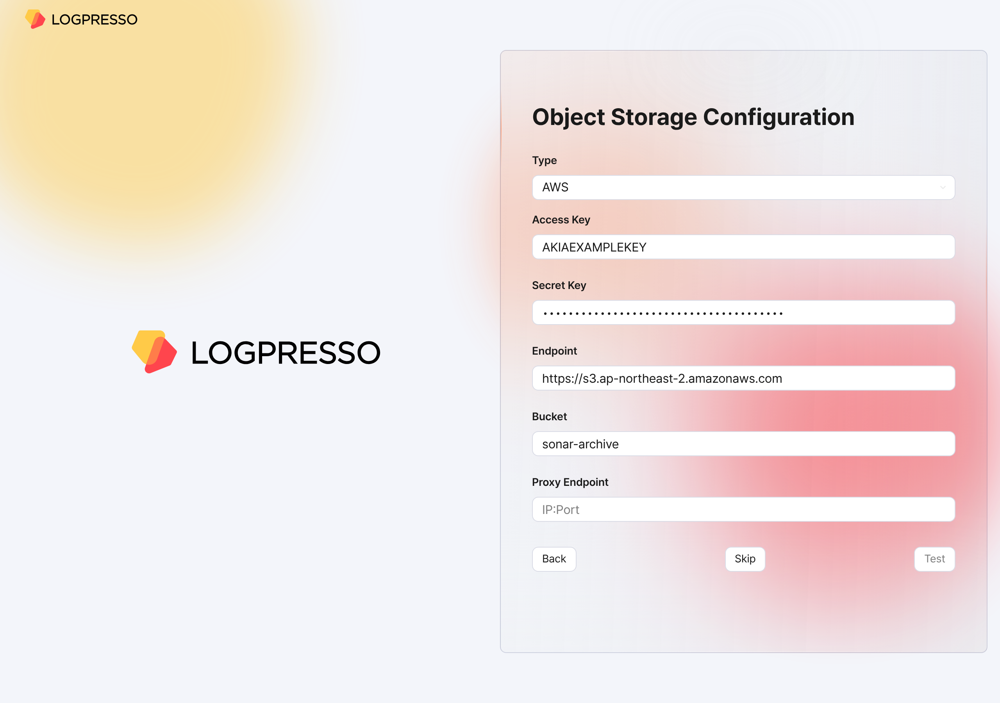 LOGPRESSO
LOGPRESSO
Object Storage Configuration
Type
AWS
Access Key
AKIAEXAMPLEKEY
Secret Key
••••••••••••••••••••••••••••••••••••••
Endpoint
https://s3.ap-northeast-2.amazonaws.com
Bucket
sonar-archive
Proxy Endpoint
IP:Port
Back
Skip
Test